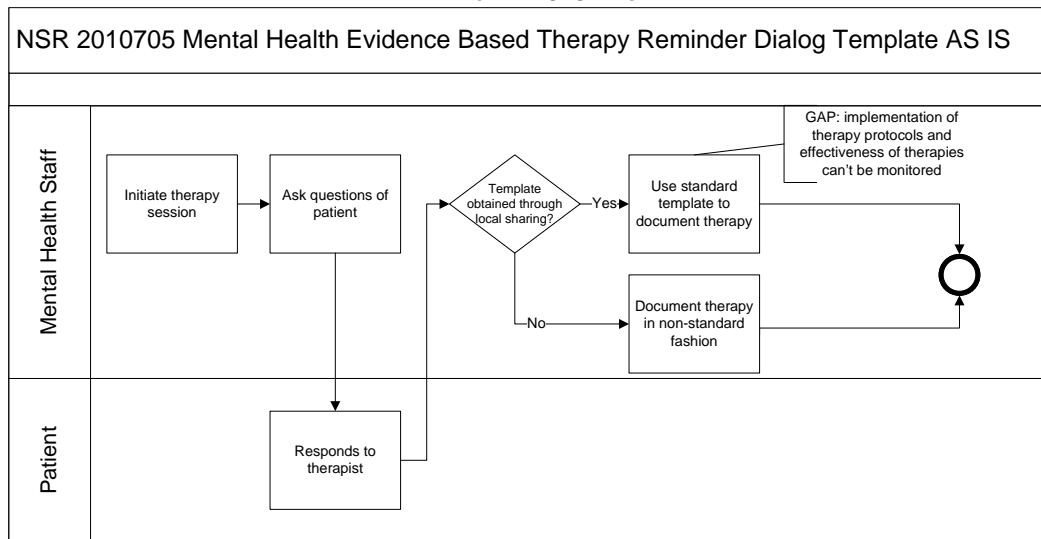 NSR 2010705 Mental Health Evidence Based Therapy Reminder Dialog Template AS IS
Mental Health Staff
Initiate therapy
session
Ask questions of
patient
Template
obtained through
local sharing?
Yes
Use standard
template to
document therapy
GAP: implementation of
therapy protocols and
effectiveness of therapies
can't be monitored
No
Document therapy
in non-standard
fashion
Patient
Responds to
therapist